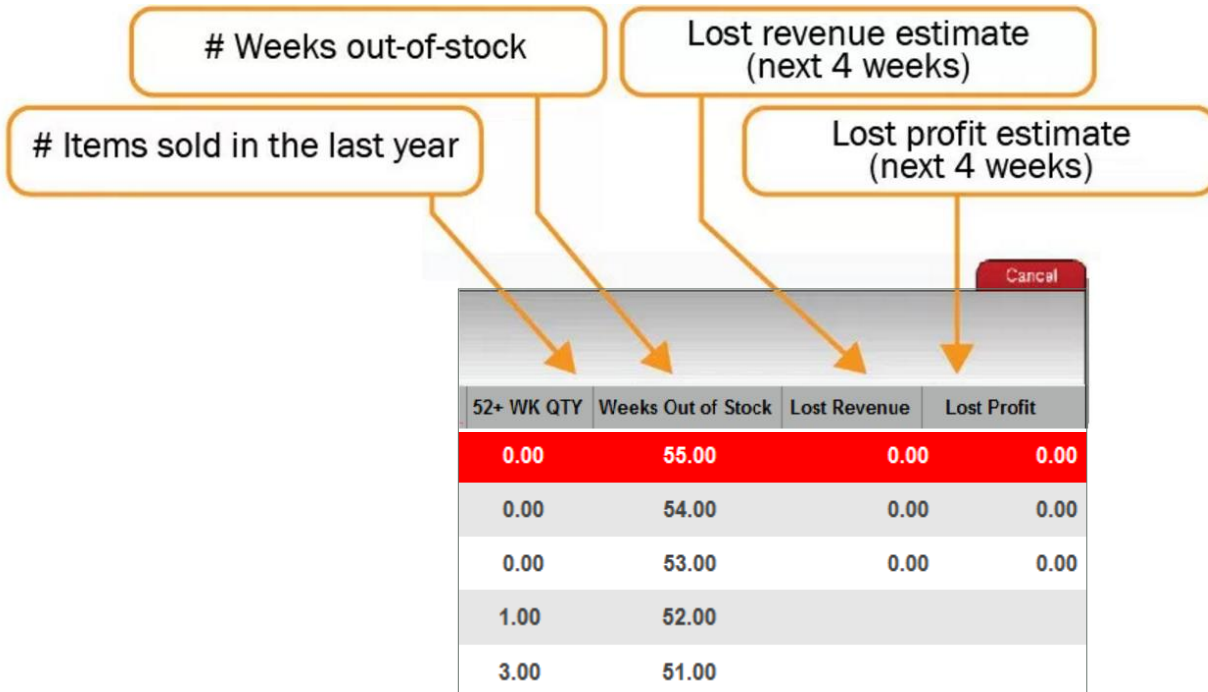 # Weeks out-of-stock
Lost revenue estimate
(next 4 weeks)
# Items sold in the last year
Lost profit estimate
(next 4 weeks)
Cancel
52+ WK QTY Weeks Out of Stock Lost Revenue Lost Profit
0.00 55.00 0.00 0.00
0.00 54.00 0.00 0.00
0.00 53.00 0.00 0.00
1.00 52.00
3.00 51.00